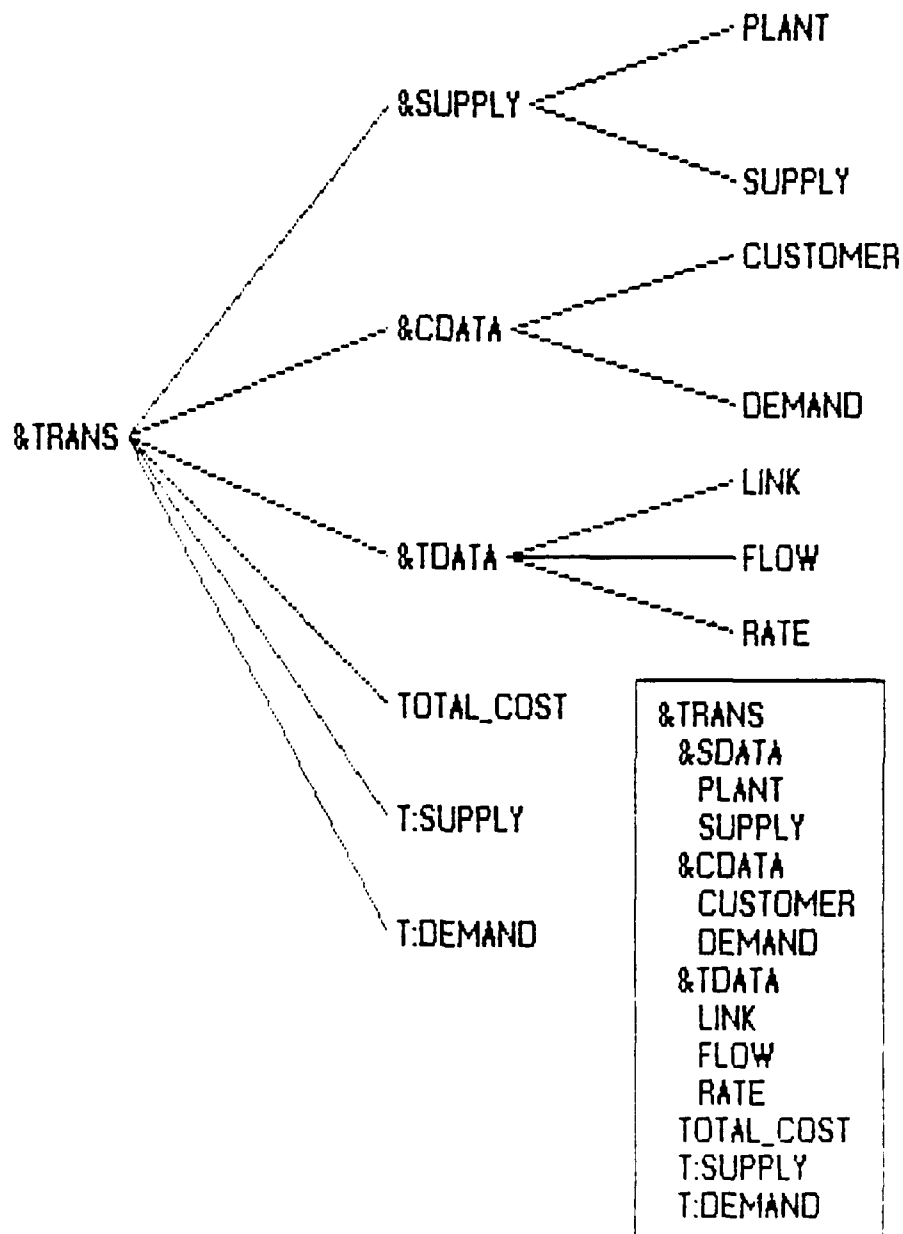 PLANT
&SUPPLY
SUPPLY
CUSTOMER
&CDATA
DEMAND
&TRANS
LINK
&TDATA
FLOW
RATE
TOTAL_COST
T:SUPPLY
T:DEMAND
&TRANS
&SDATA
PLANT
SUPPLY
&CDATA
CUSTOMER
DEMAND
&TDATA
LINK
FLOW
RATE
TOTAL_COST
T:SUPPLY
T:DEMAND